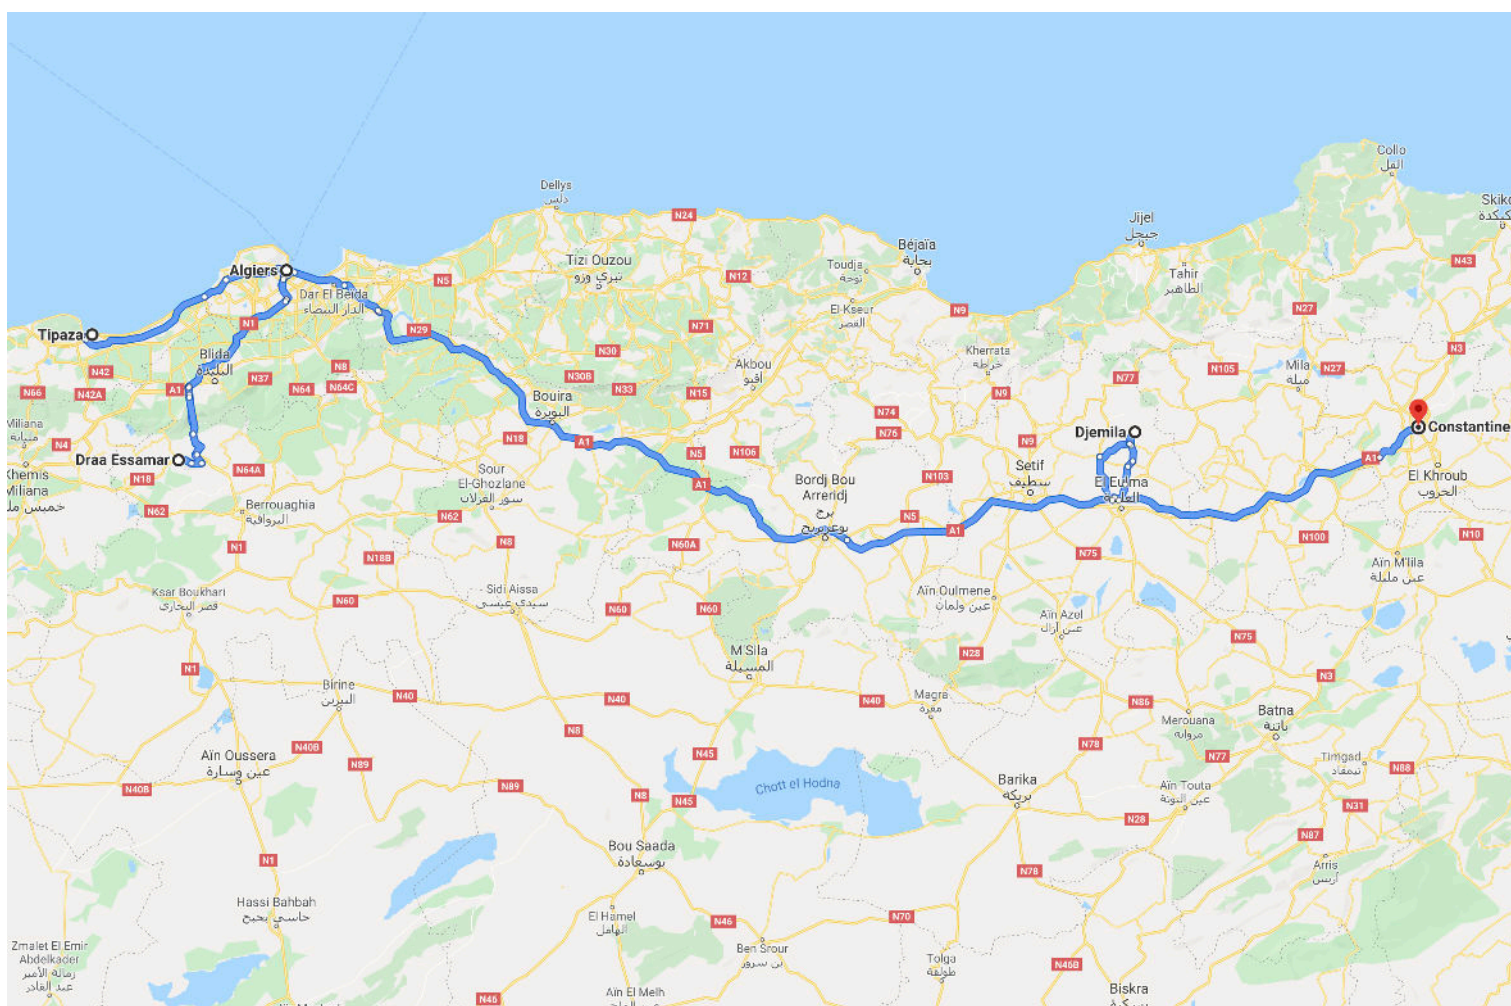 Collo
القل
Skik
سكيكدة
Dellys
دلس
N24
Jijel
جيجل
Béjaïa
بجاية
N43
Tizi Ouzou
تيزي وزو
Toudja
توجة
Tahir
الطاهير
Algiers
N5
N12
Dar El Beïda
الدار البيضاء
El Kseur
القصر
N9
N27
Tipaza
N1
N29
N71
Blida
البليدة
N30
Kherrata
خرطة
N3
N42
N8
Akbou
أقبو
N105
Mila
ميلة
N27
N66
N42A
A1
N37
N64
N64C
N30B
N33
N15
N9
N77
Bouira
البويرة
N74
Miliana
مليانة
N4
N18
A1
N76
N9
Djemila
Constantine
Draa Essamar
N64A
N5
N106
Setif
سطيف
A1
Khemis
Miliana
خميس مل
N18
Sour
El-Ghozlane
سور الغزلان
A1
Bordj Bou
Arreridj
برج
بوعريريج
N103
El Eulma
العلمة
El Khroub
الخروب
N62
Berrouaghia
البرواقية
N62
N5
A1
N1
N8
N60A
N75
N100
N10
N18B
Aïn M'lila
عين مليلة
Ksar Boukhari
قصر البخاري
N60
Sidi Aissa
سيدي عيسى
N60
N60
Aïn Oulmene
عين ولمان
Aïn Azel
عين أزال
N75
M'Sila
المسيلة
N28
N1
N3
Birine
البيرين
N40
N40
N40
Magra
مقرة
N86
Merouana
مروانة
Batna
باتنة
N8
N78
Aïn Oussera
عين وسارة
N40B
N89
N45
N77
Timgad
تيمقاد
N88
N40B
N89
N8
N45
Chott el Hodna
Barika
بريكة
Aïn Touta
عين التوتة
N31
N28
N87
N1
Bou Saada
بوسعادة
N78
Arris
أريس
Hassi Bahbah
حاسي بحبح
El Hamel
الهامل
N46
N70
Zmalet El Emir
Abdelkader
زمالة الأمير
عبد القادر
Ben Srour
بن سرور
Tolga
طولقة
N46B
N46
Aïn El Melh
Biskra